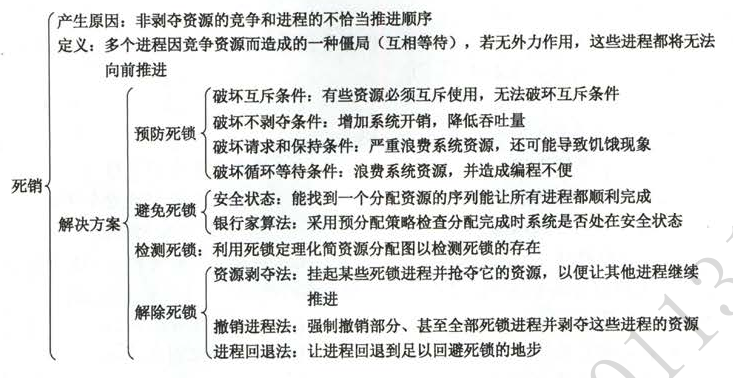 产生原因：非剥夺资源的竞争和进程的不恰当推进顺序
定义：多个进程因竞争资源而造成的一种僵局（互相等待），若无外力作用，这些进程都将无法
向前推进
破坏互斥条件：有些资源必须互斥使用，无法破环互斥条件
预防死锁
破坏不剥夺条件：增加系统开销，降低吞吐量
破坏请求和保持条件：严重浪费系统资源，还可能导致饥饿现象
破坏循环等待条件：浪费系统资源，并造成编程不便
死销
解决方案
避免死锁
安全状态：能找到一个分配资源的序列能让所有进程都顺利完成
银行家算法：采用预分配策略检查分配完成时系统是否处在安全状态
检测死锁：利用死锁定理化简资源分配图以检测死锁的存在
解除死锁
资源剥夺法：挂起某些死锁进程并抢夺它的资源，以便让其他进程继续
推进
撤销进程法：强制撤销部分、甚至全部死锁进程并剥夺这些进程的资源
进程回退法：让进程回退到足以回避死锁的地步